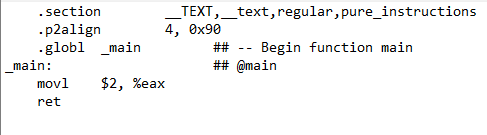 .section __TEXT,__text,regular,pure_instructions
.p2align 4, 0x90
.globl _main ## -- Begin function main
_main: ## @main
movl $2, %eax
ret